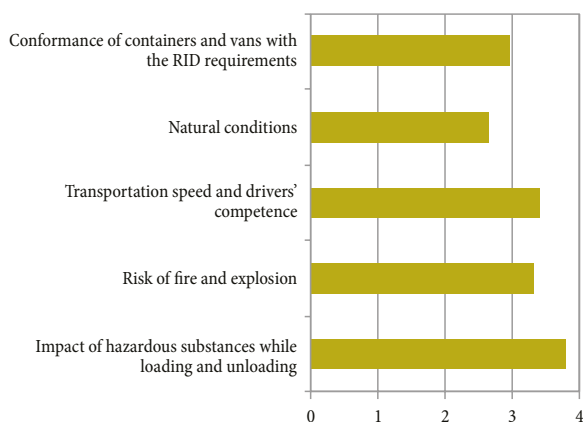 Conformance of containers and vans with
the RID requirements
Natural conditions
Transportation speed and drivers’
competence
Risk of fire and explosion
Impact of hazardous substances while
loading and unloading
0 1 2 3 4